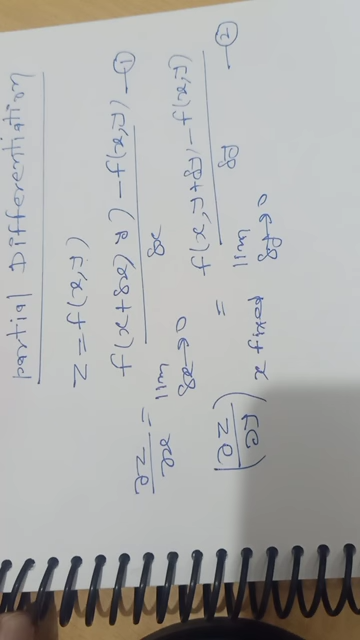 Partial Differentiation
Z = f(x,y)
∂z/∂x = lim δx→0 f(x+δx, y) - f(x,y) / δx — ①
(∂z/∂y) x fixed = lim δy→0 f(x, y+δy) - f(x,y) / δy — ②